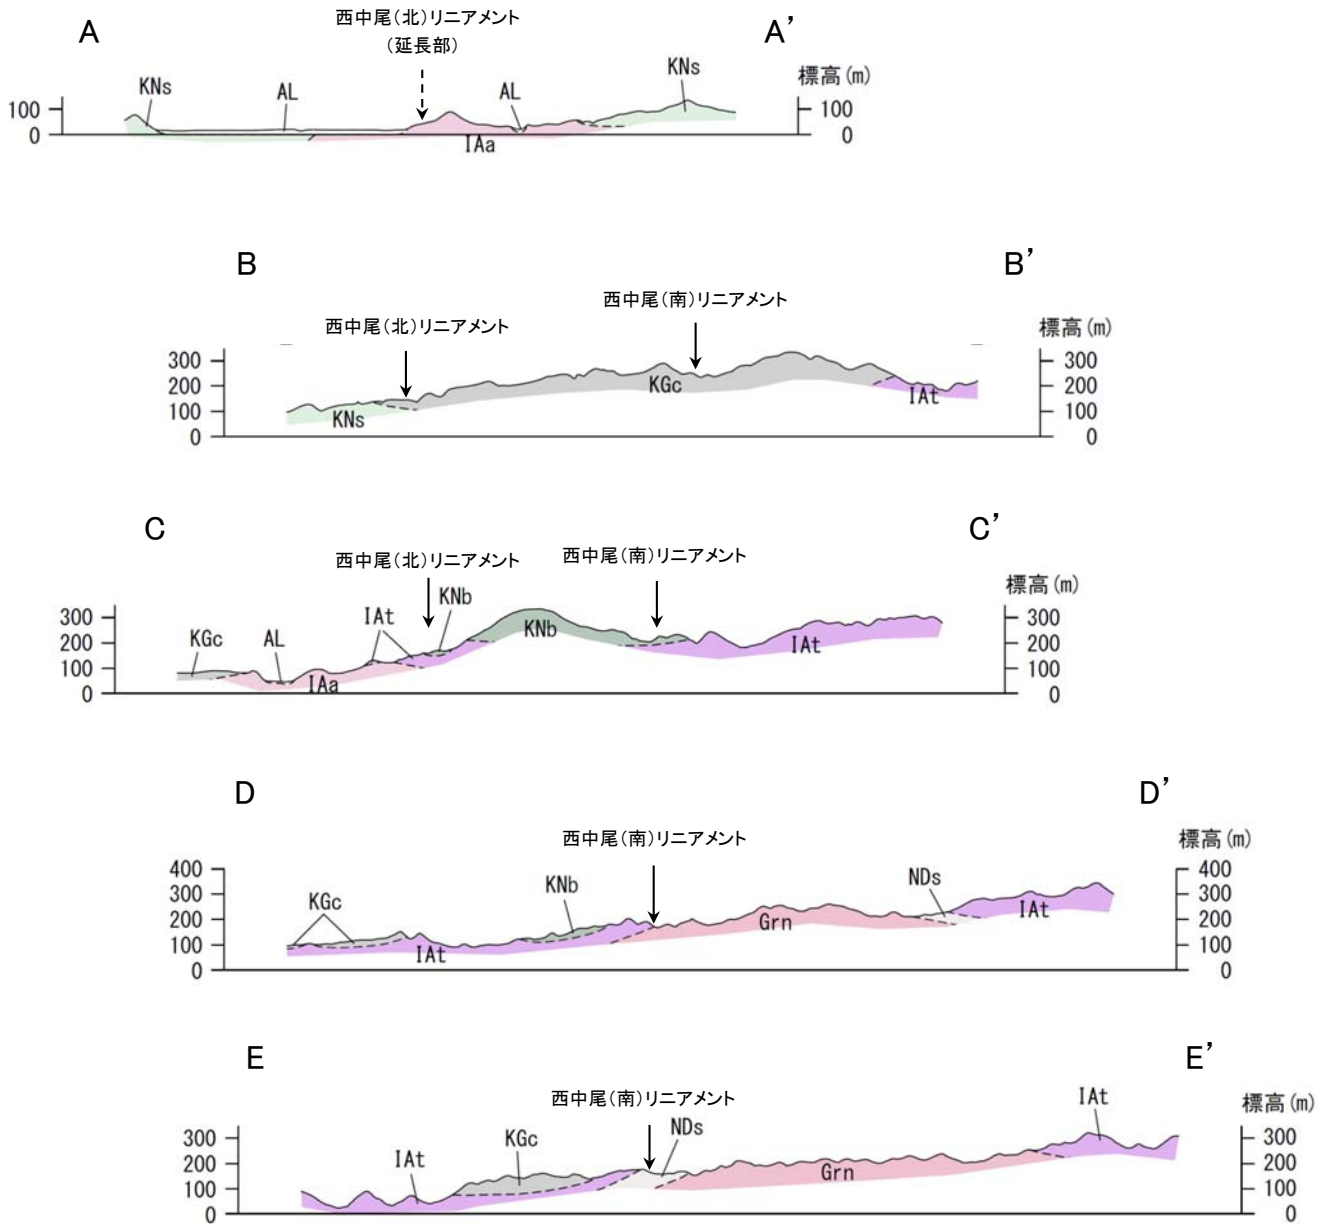 A
西中尾(北)リニアメント
(延長部)
A'
KNs
AL
AL
KNs
標高(m)
100
0
IAa
100
0
B
B'
西中尾(南)リニアメント
西中尾(北)リニアメント
標高(m)
300
200
100
0
KNs
KGc
IAt
300
200
100
0
C
C'
西中尾(北)リニアメント
西中尾(南)リニアメント
標高(m)
300
200
100
0
KGc
AL
IAt
KNb
KNb
IAa
IAt
300
200
100
0
D
D'
西中尾(南)リニアメント
標高(m)
400
300
200
100
0
KGc
KNb
NDs
IAt
Grn
IAt
400
300
200
100
0
E
E'
西中尾(南)リニアメント
IAt
標高(m)
300
200
100
0
IAt
KGc
NDs
Grn
300
200
100
0